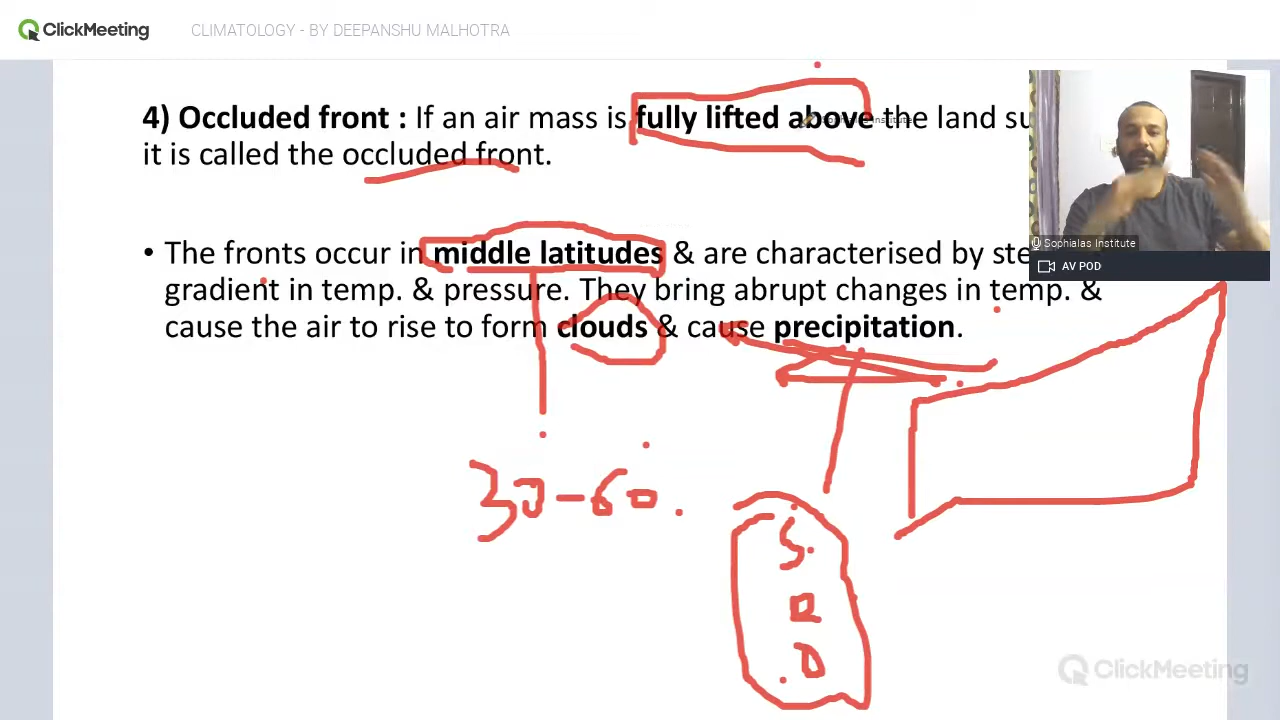 ClickMeeting CLIMATOLOGY - BY DEEPANSHU MALHOTRA
4) Occluded front : If an air mass is fully lifted above the land su
it is called the occluded front.
Sophialas Institute
• The fronts occur in middle latitudes & are characterised by ste
gradient in temp. & pressure. They bring abrupt changes in temp. &
cause the air to rise to form clouds & cause precipitation.
Sophialas Institute
AV POD
30-60
S
R
D
ClickMeeting